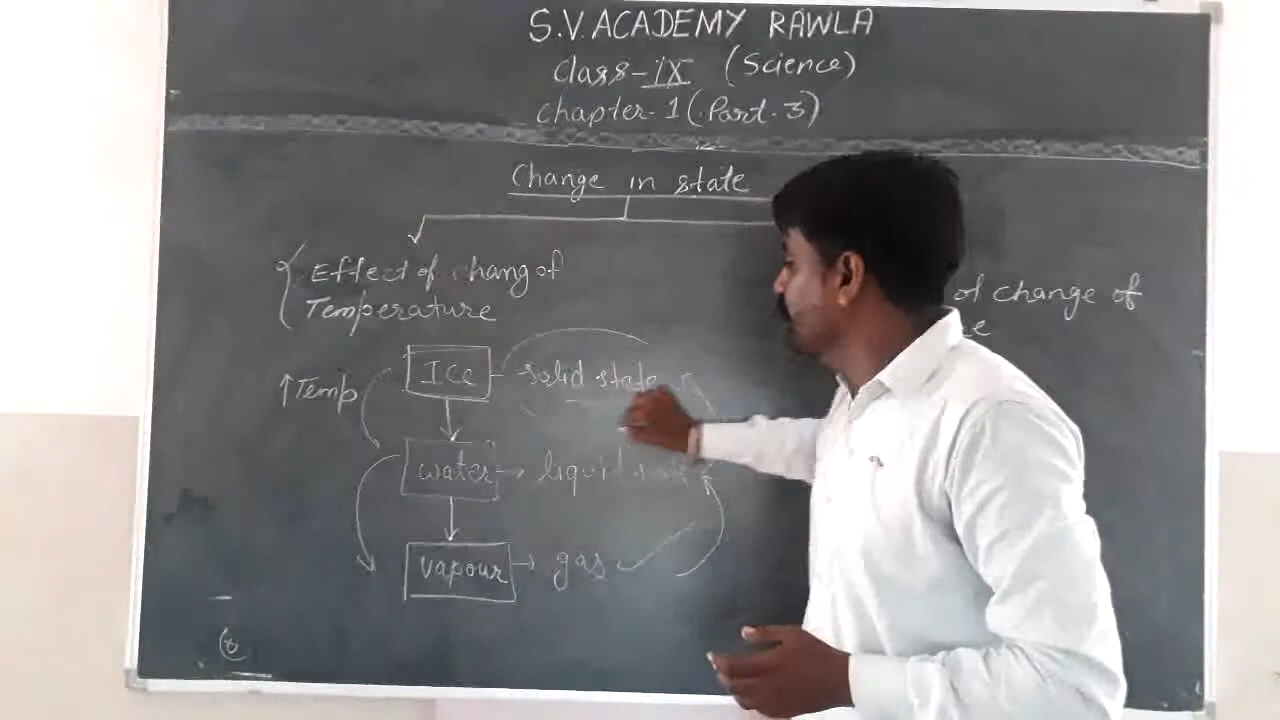 S.V. ACADEMY RAWLA
Class-IX (Science)
Chapter-1 (Part-3)
Change in state
Effect of chang of
Temperature
of change of
↑Temp
Ice - solid state
water → liquid
vapour → gas